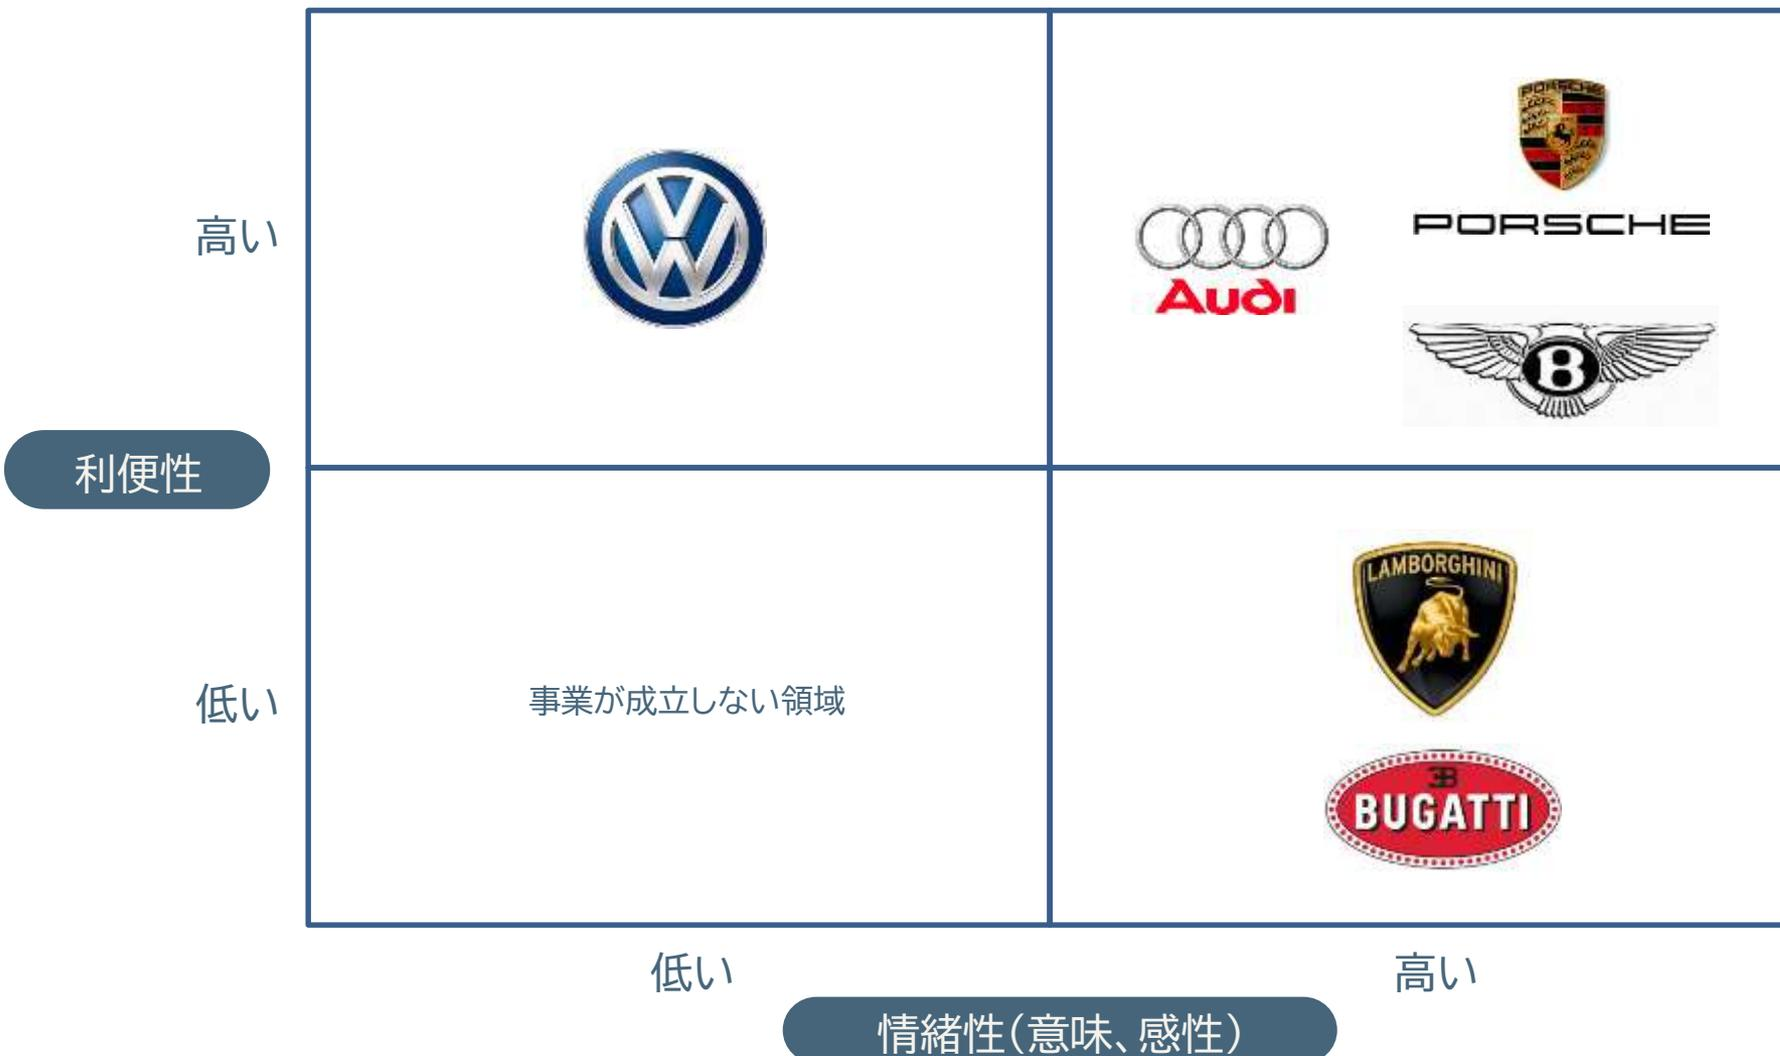 PORSCHE
高い
PORSCHE
Audi
B
利便性
LAMBORGHINI
低い
事業が成立しない領域
BUGATTI
低い
高い
情緒性(意味、感性)